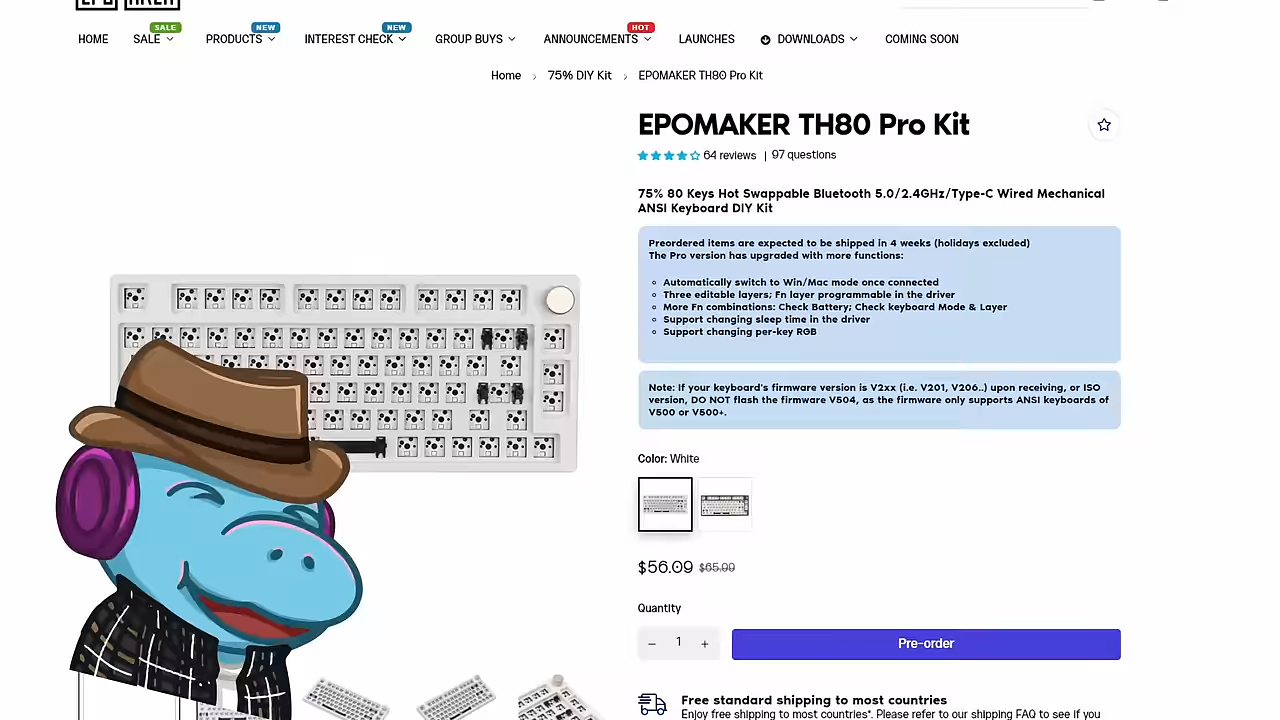 HOME
SALE
SALE
PRODUCTS
NEW
INTEREST CHECK
NEW
GROUP BUYS
ANNOUNCEMENTS
HOT
LAUNCHES
DOWNLOADS
COMING SOON
Home > 75% DIY Kit > EPOMAKER TH80 Pro Kit
EPOMAKER TH80 Pro Kit
64 reviews | 97 questions
75% 80 Keys Hot Swappable Bluetooth 5.0/2.4GHz/Type-C Wired Mechanical
ANSI Keyboard DIY Kit
Preordered items are expected to be shipped in 4 weeks (holidays excluded)
The Pro version has upgraded with more functions:
Automatically switch to Win/Mac mode once connected
Three editable layers; Fn layer programmable in the driver
More Fn combinations: Check Battery; Check keyboard Mode & Layer
Support changing sleep time in the driver
Support changing per-key RGB
Note: If your keyboard's firmware version is V2xx (i.e. V201, V206..) upon receiving, or ISO
version, DO NOT flash the firmware V504, as the firmware only supports ANSI keyboards of
V500 or V500+.
Color: White
$56.09 $65.99
Quantity
− 1 +
Pre-order
Free standard shipping to most countries
Enjoy free shipping to most countries*. Please refer to our shipping FAQ to see if you